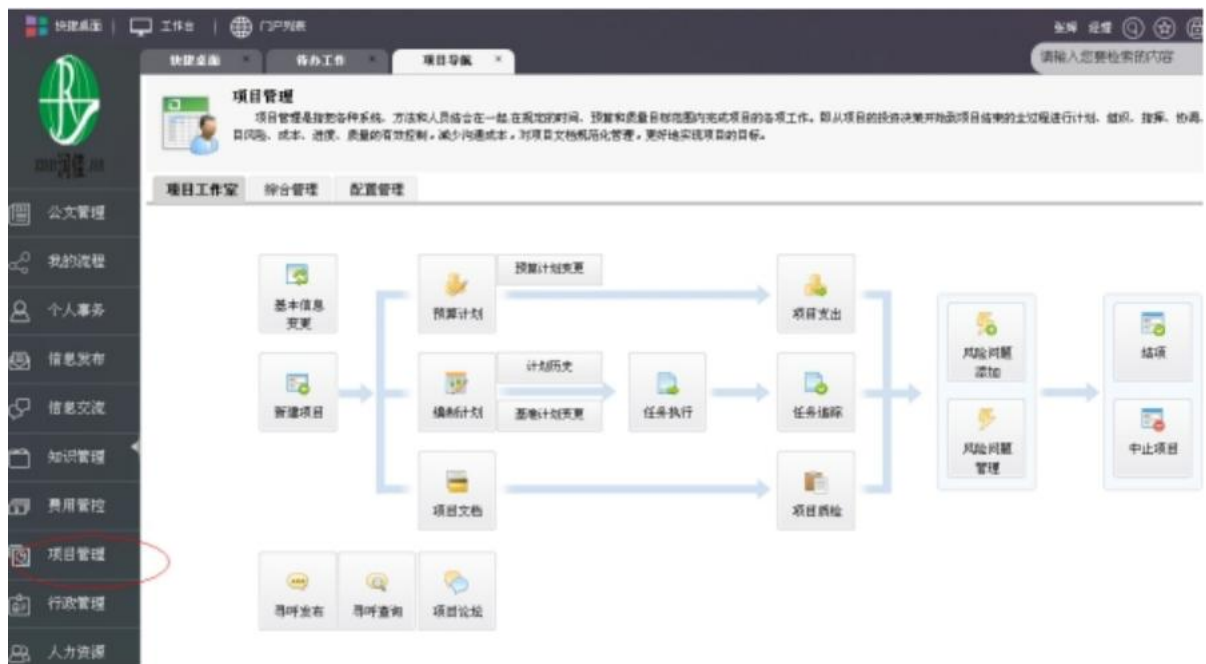 快捷桌面
工作台
门户列表
快捷桌面 ×
待办工作 ×
项目导航 ×
请输入您要检索的内容
项目管理
项目管理是指把各种系统、方法和人员结合在一起,在规定的时间、预算和质量目标范围内完成项目的各项工作。即从项目的投资决策开始到项目结束的全过程进行计划、组织、指挥、协调、
目风险、成本、进度、质量的有效控制。减少沟通成本。对项目文档规范化管理。更好地实现项目的目标。
项目工作室
综合管理
配置管理
公文管理
我的流程
个人事务
信息发布
信息交流
知识管理
费用管控
项目管理
行政管理
人力资源
基本信息
变更
预算计划
预算计划变更
项目支出
新建项目
编制计划
计划历史
基准计划变更
任务执行
任务追踪
风险问题
添加
结项
风险问题
管理
中止项目
项目文档
项目质检
寻呼发布
寻呼查询
项目论坛